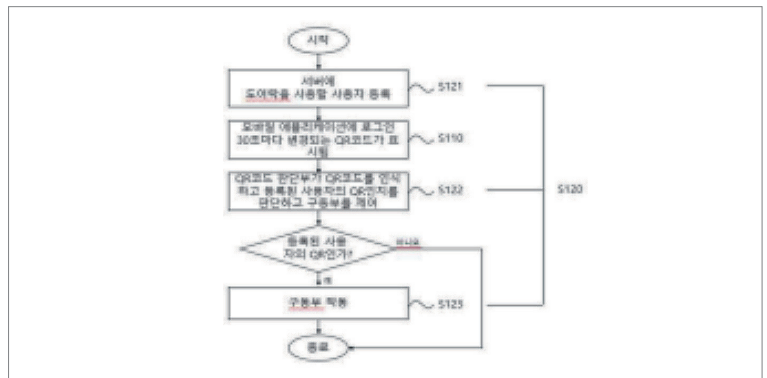 시작
서버에
도어락을 사용할 사용자 등록
S121
모바일 애플리케이션에 로그인
30초마다 변경되는 QR코드가 표
시됨
S110
QR코드 판단부가 QR코드를 인식
하고 등록된 사용자의 QR인지를
판단하고 구동부를 제어
S122
S120
등록된 사용
자의 QR인가?
아니오
예
구동부 작동
S123
종료